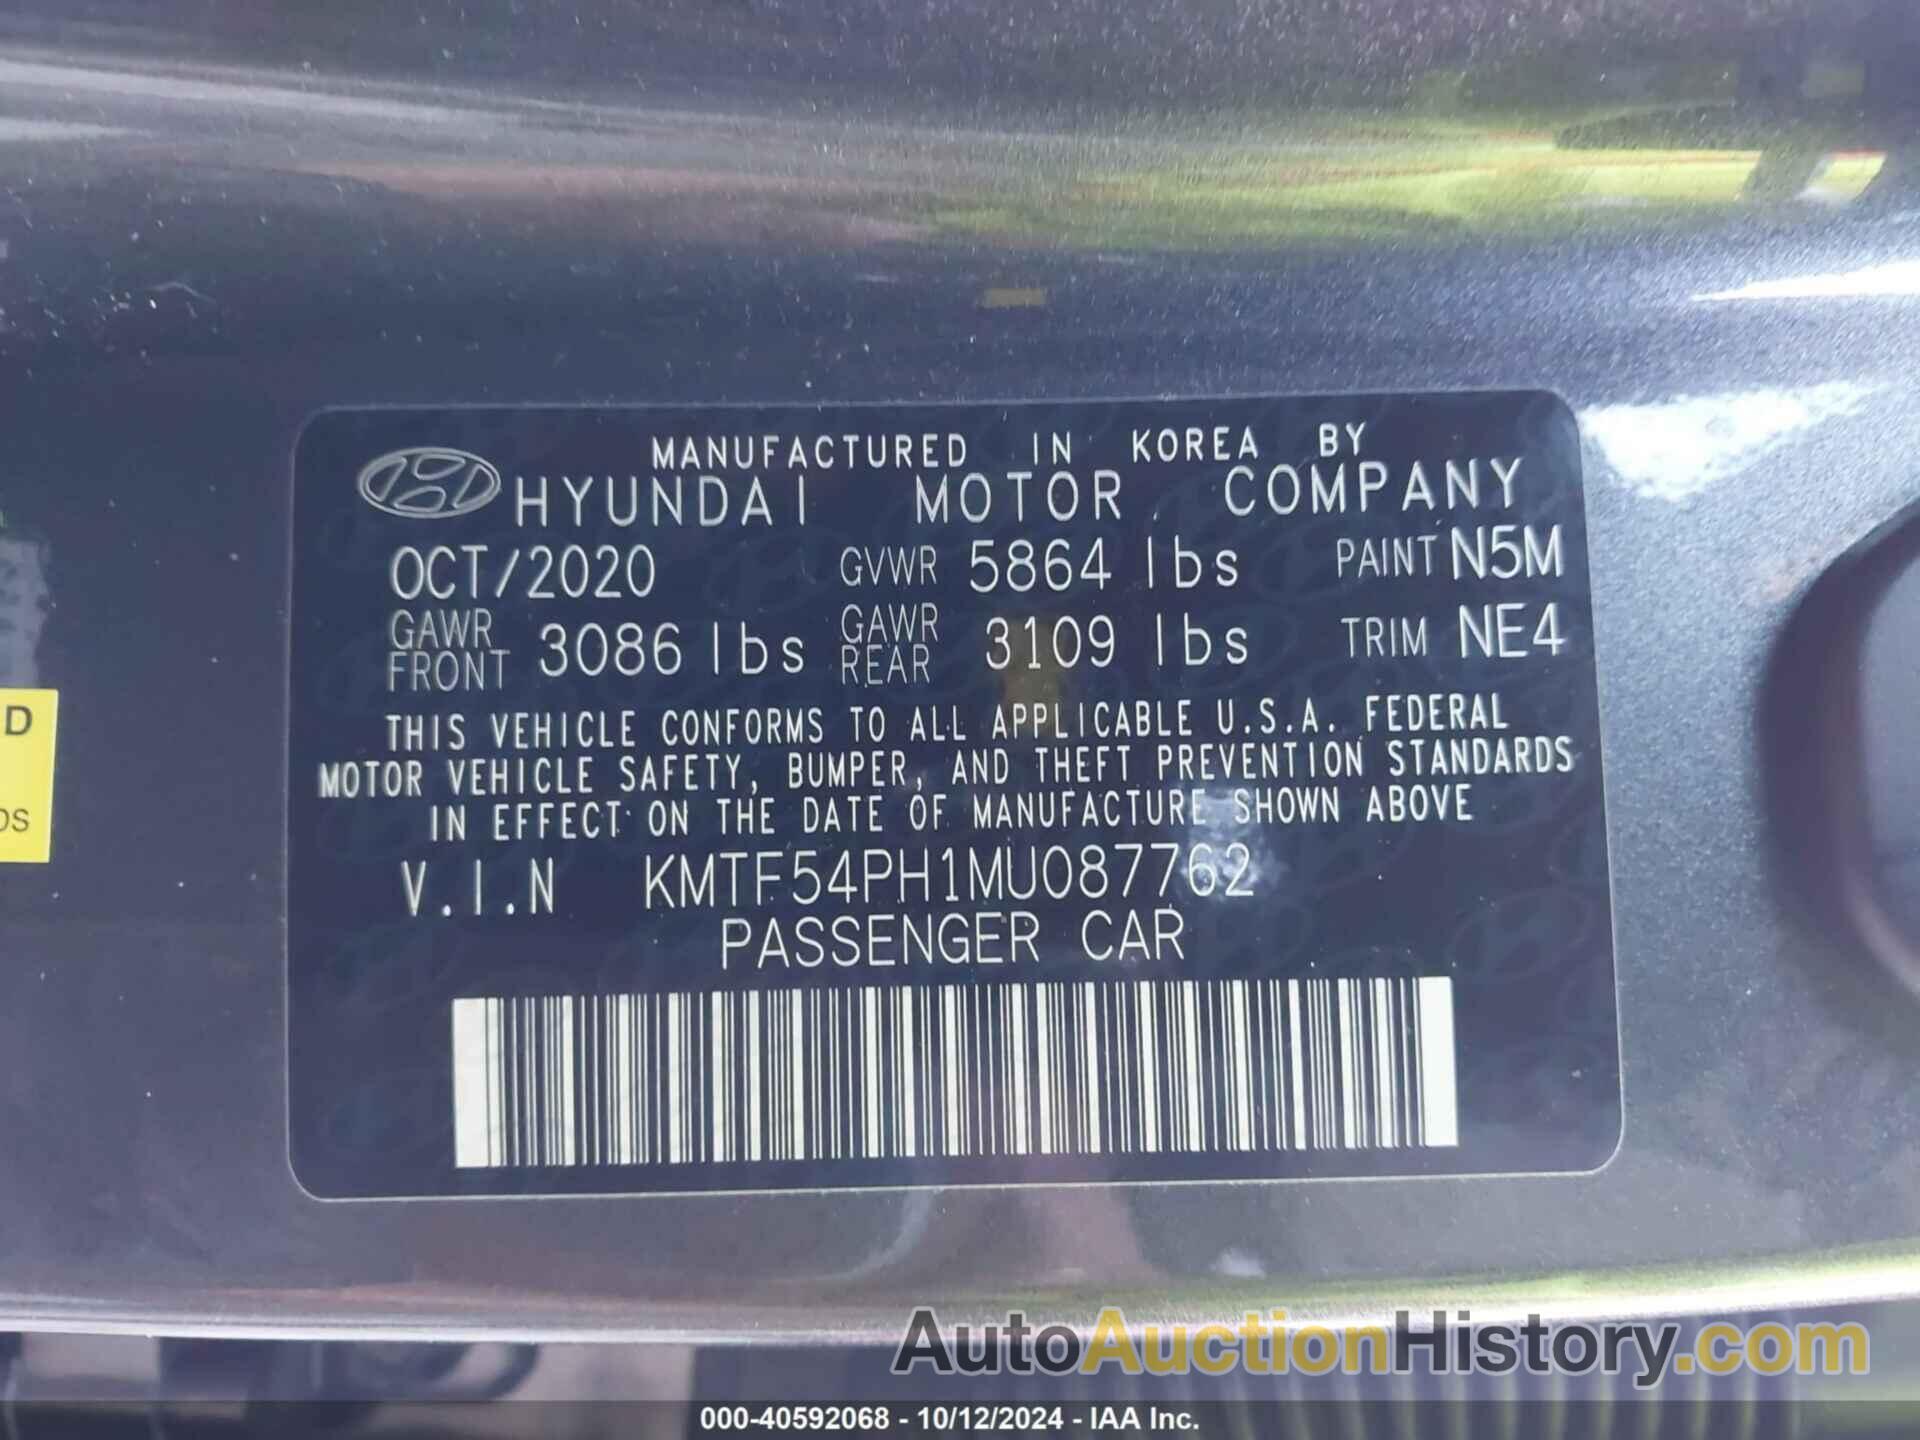 MANUFACTURED IN KOREA BY
HYUNDAI MOTOR COMPANY
OCT/2020 GVWR 5864 lbs PAINT N5M
GAWR FRONT 3086 lbs GAWR REAR 3109 lbs TRIM NE4
THIS VEHICLE CONFORMS TO ALL APPLICABLE U.S.A. FEDERAL
MOTOR VEHICLE SAFETY, BUMPER, AND THEFT PREVENTION STANDARDS
IN EFFECT ON THE DATE OF MANUFACTURE SHOWN ABOVE
V.I.N KMTF54PH1MU087762
PASSENGER CAR
D
DS
AutoAuctionHistory.com
000-40592068 - 10/12/2024 - IAA Inc.